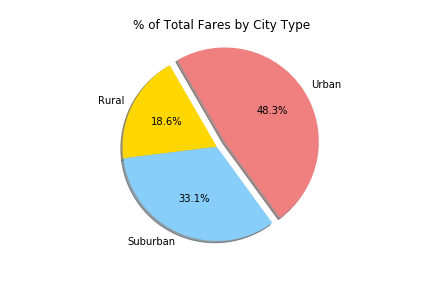 % of Total Fares by City Type
Urban
Rural
48.3%
18.6%
33.1%
Suburban